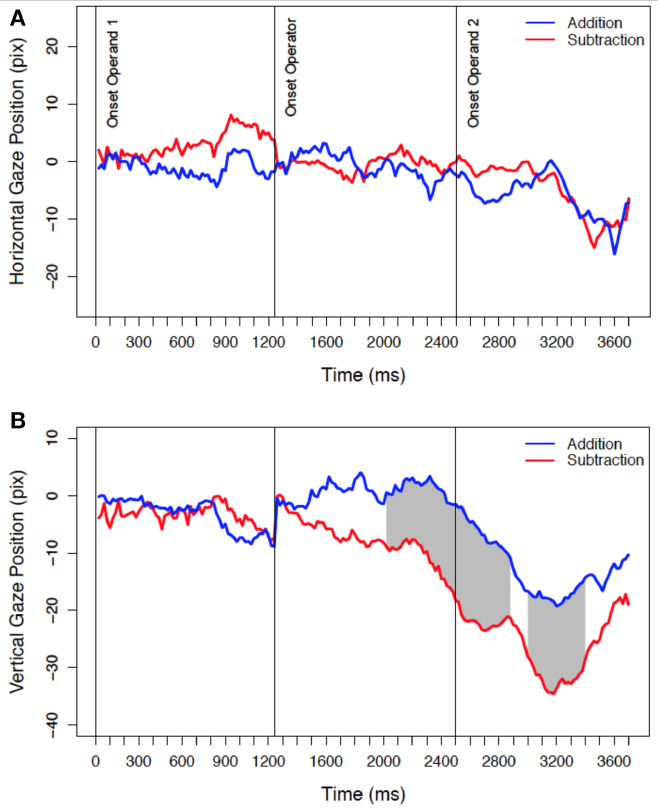 A
Horizontal Gaze Position (pix)
20
10
0
−10
−20
Onset Operand 1
Onset Operator
Onset Operand 2
Addition
Subtraction
0 300 600 900 1200 1600 2000 2400 2800 3200 3600
Time (ms)
B
Vertical Gaze Position (pix)
10
0
−10
−20
−30
−40
Addition
Subtraction
0 300 600 900 1200 1600 2000 2400 2800 3200 3600
Time (ms)